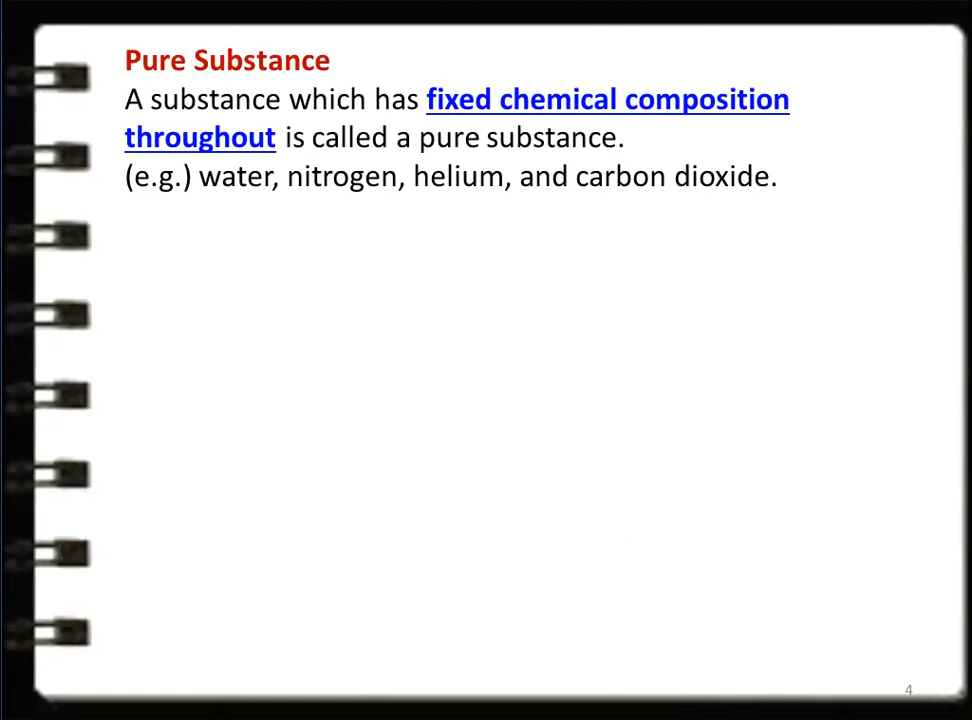 Pure Substance
A substance which has fixed chemical composition
throughout is called a pure substance.
(e.g.) water, nitrogen, helium, and carbon dioxide.
4